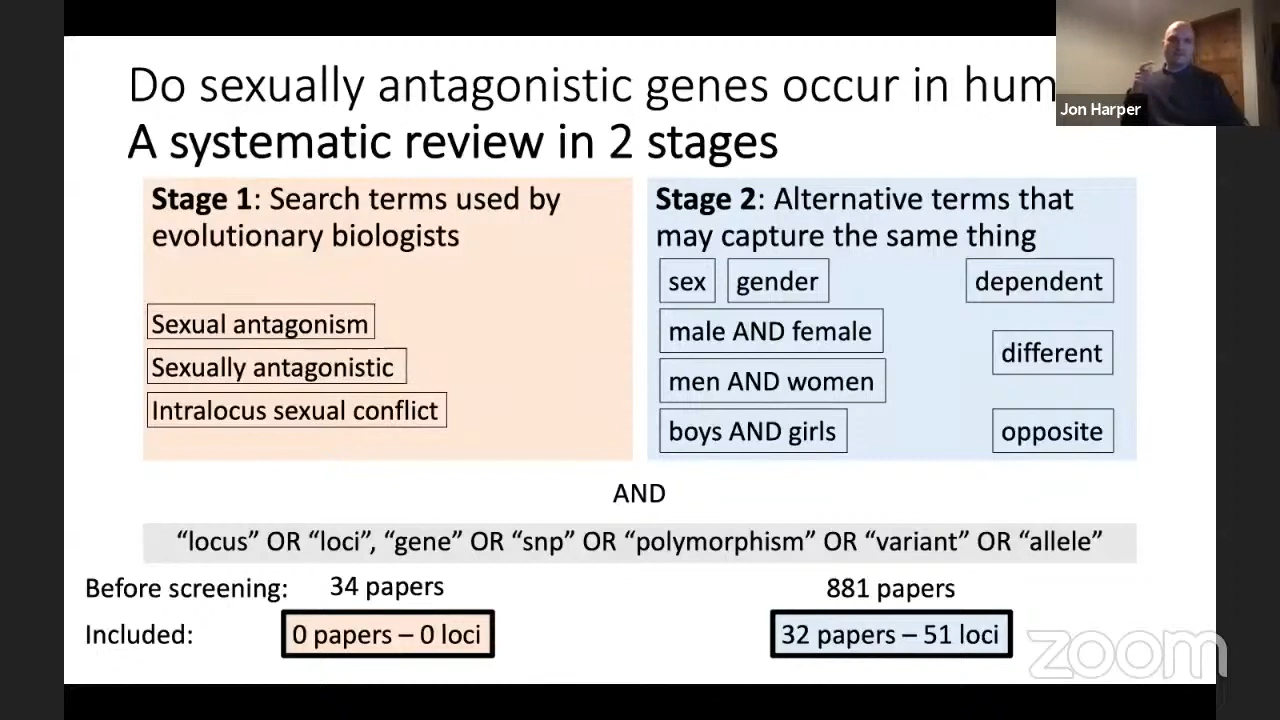 Do sexually antagonistic genes occur in hum
A systematic review in 2 stages
Jon Harper
Stage 1: Search terms used by
evolutionary biologists
Sexual antagonism
Sexually antagonistic
Intralocus sexual conflict
Stage 2: Alternative terms that
may capture the same thing
sex gender dependent
male AND female
different
men AND women
boys AND girls opposite
AND
“locus” OR “loci”, “gene” OR “snp” OR “polymorphism” OR “variant” OR “allele”
Before screening: 34 papers 881 papers
Included: 0 papers – 0 loci 32 papers – 51 loci
zoom